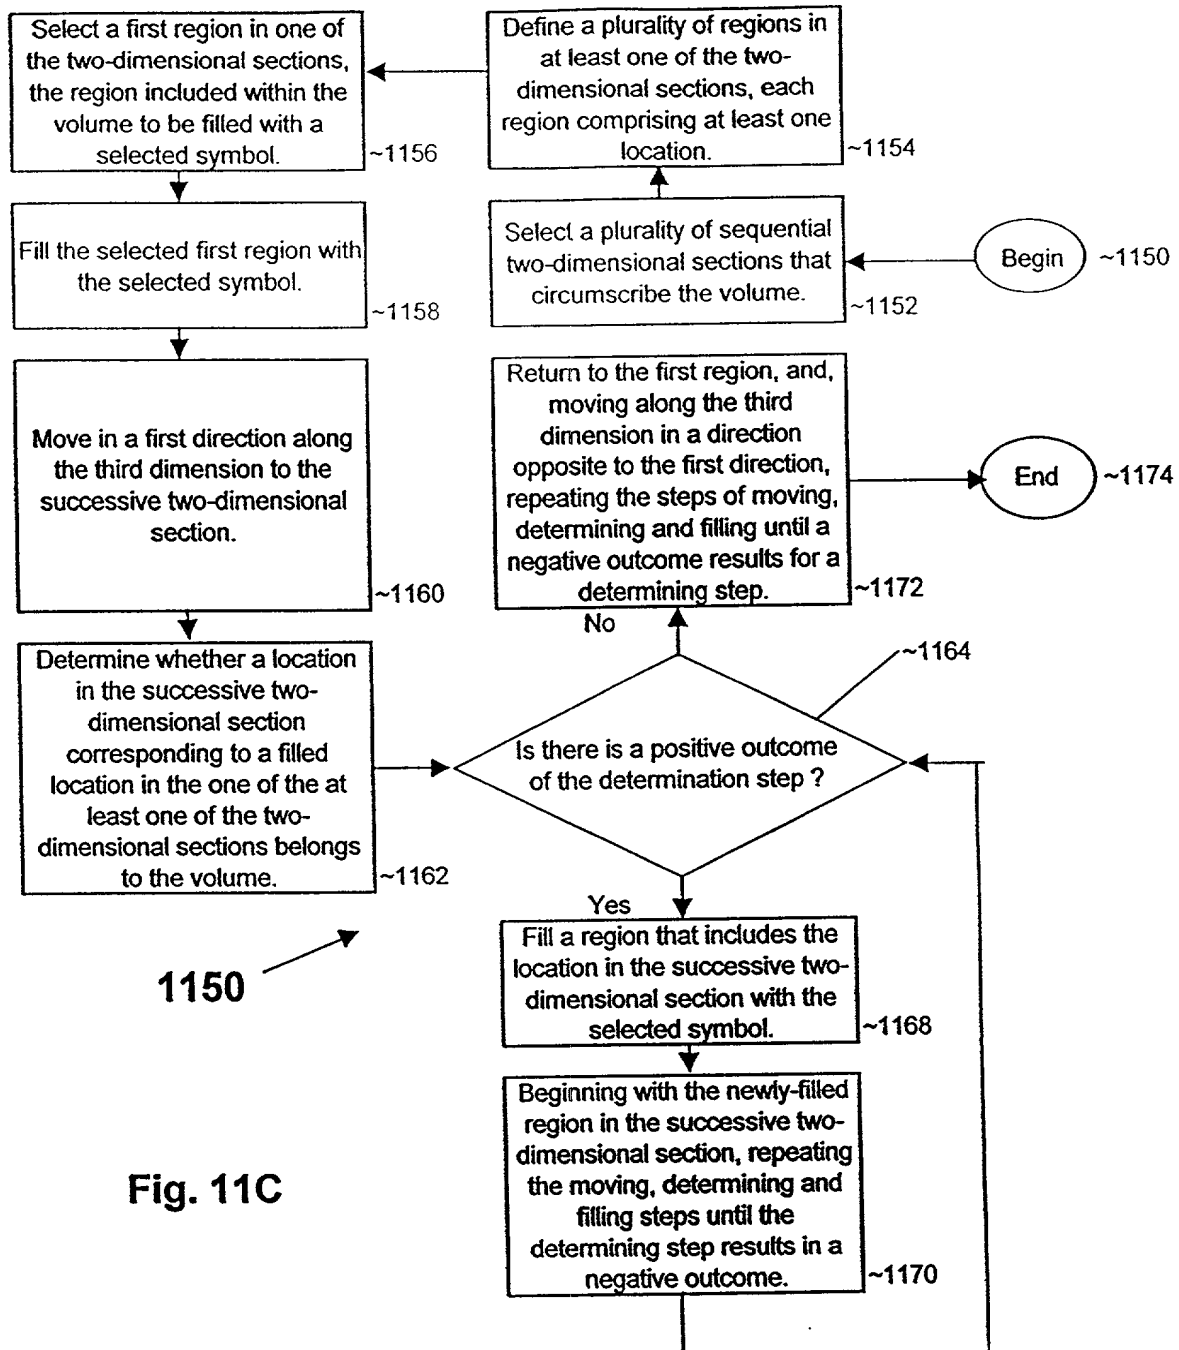 Select a first region in one of
the two-dimensional sections,
the region included within the
volume to be filled with a
selected symbol.
~1156
Define a plurality of regions in
at least one of the two-
dimensional sections, each
region comprising at least one
location.
~1154
Fill the selected first region with
the selected symbol.
~1158
Select a plurality of sequential
two-dimensional sections that
circumscribe the volume.
~1152
Begin
~1150
Move in a first direction along
the third dimension to the
successive two-dimensional
section.
~1160
Return to the first region, and,
moving along the third
dimension in a direction
opposite to the first direction,
repeating the steps of moving,
determining and filling until a
negative outcome results for a
determining step.
~1172
End
~1174
No
Determine whether a location
in the successive two-
dimensional section
corresponding to a filled
location in the one of the at
least one of the two-
dimensional sections belongs
to the volume.
~1162
~1164
Is there is a positive outcome
of the determination step ?
Yes
Fill a region that includes the
location in the successive two-
dimensional section with the
selected symbol.
~1168
1150
Beginning with the newly-filled
region in the successive two-
dimensional section, repeating
the moving, determining and
filling steps until the
determining step results in a
negative outcome.
~1170
Fig. 11C